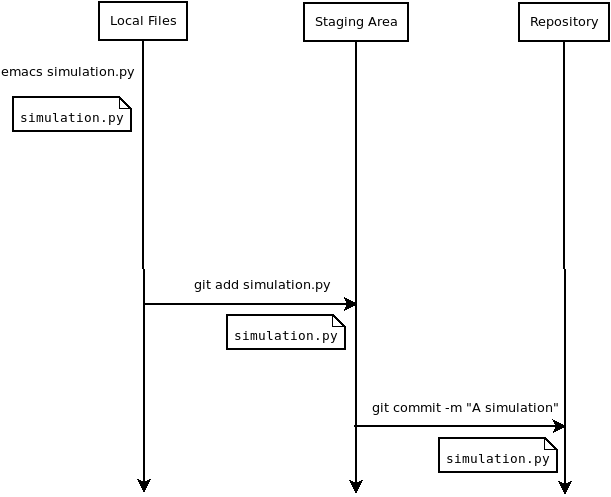 Local Files
Staging Area
Repository
emacs simulation.py
simulation.py
git add simulation.py
simulation.py
git commit -m "A simulation"
simulation.py